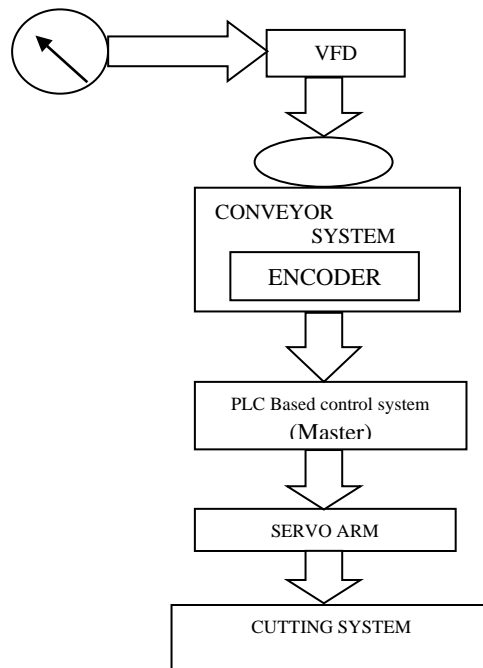 VFD
CONVEYOR
SYSTEM
ENCODER
PLC Based control system
(Master)
SERVO ARM
CUTTING SYSTEM